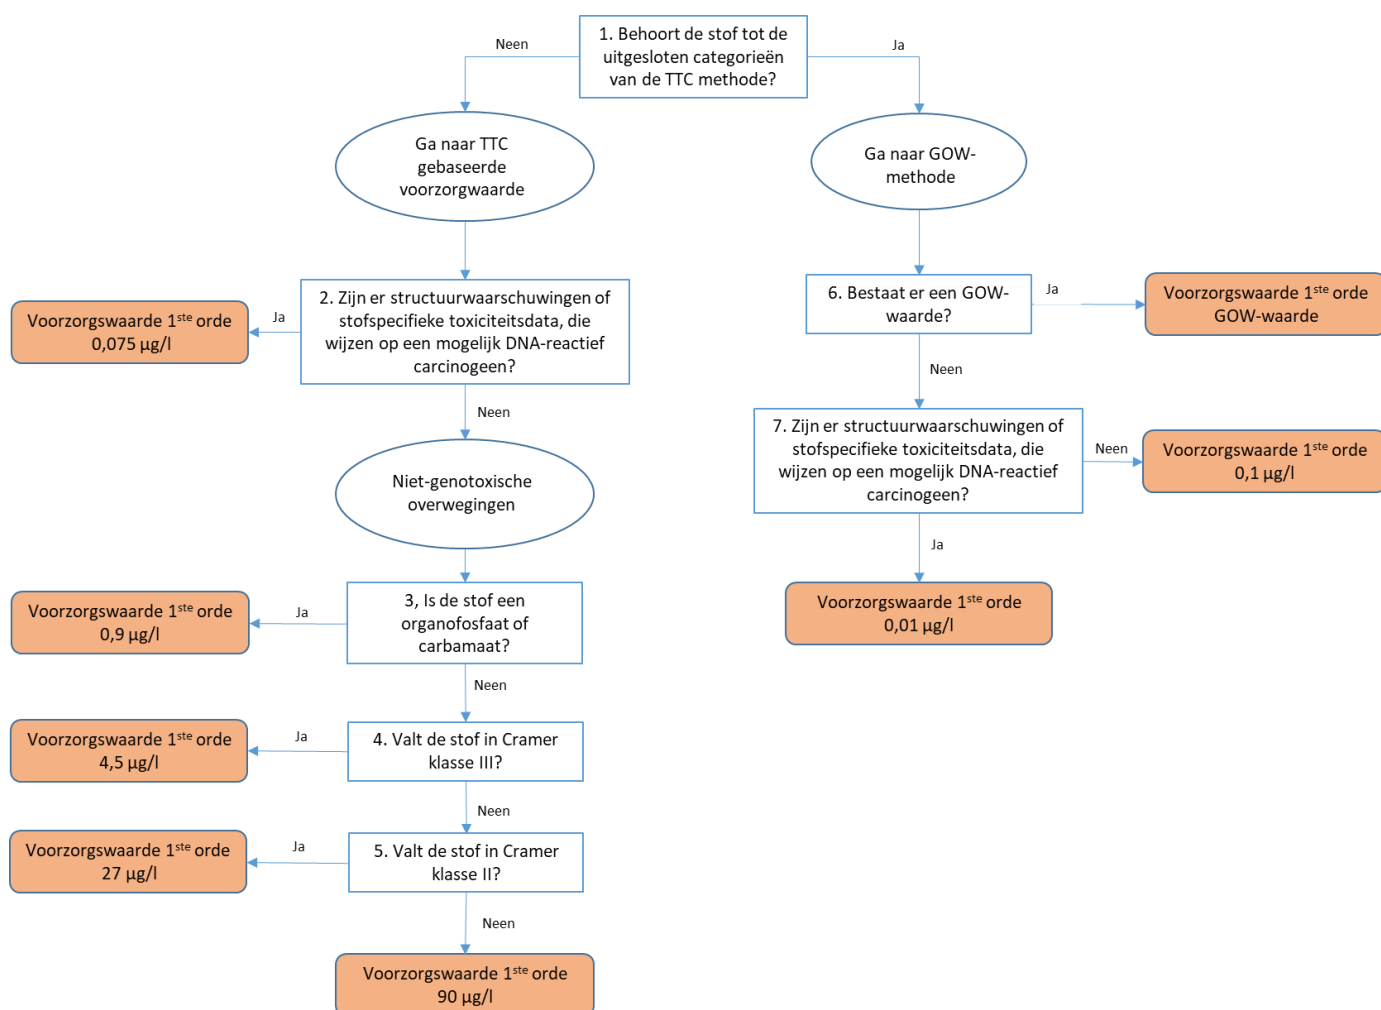 1. Behoort de stof tot de
uitgesloten categorieën
van de TTC methode?
Neen
Ja
Ga naar TTC
gebaseerde
voorzorgwaarde
Ga naar GOW-
methode
2. Zijn er structuurwaarschuwingen of
stofspecifieke toxiciteitsdata, die
wijzen op een mogelijk DNA-reactief
carcinogeen?
Ja
Voorzorgswaarde 1ste orde
0,075 µg/l
Neen
6. Bestaat er een GOW-
waarde?
Ja
Voorzorgswaarde 1ste orde
GOW-waarde
Neen
7. Zijn er structuurwaarschuwingen of
stofspecifieke toxiciteitsdata, die
wijzen op een mogelijk DNA-reactief
carcinogeen?
Neen
Voorzorgswaarde 1ste orde
0,1 µg/l
Ja
Voorzorgswaarde 1ste orde
0,01 µg/l
Niet-genotoxische
overwegingen
3, Is de stof een
organofosfaat of
carbamaat?
Ja
Voorzorgswaarde 1ste orde
0,9 µg/l
Neen
4. Valt de stof in Cramer
klasse III?
Ja
Voorzorgswaarde 1ste orde
4,5 µg/l
Neen
5. Valt de stof in Cramer
klasse II?
Ja
Voorzorgswaarde 1ste orde
27 µg/l
Neen
Voorzorgswaarde 1ste orde
90 µg/l